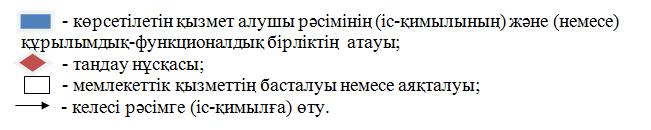 - көрсетілетін қызмет алушы рәсімінің (іс-қимылының) және (немесе)
құрылымдық-функционалдық бірліктің атауы;
- таңдау нұсқасы;
- мемлекеттік қызметтің басталуы немесе аяқталуы;
- келесі рәсімге (іс-қимылға) өту.